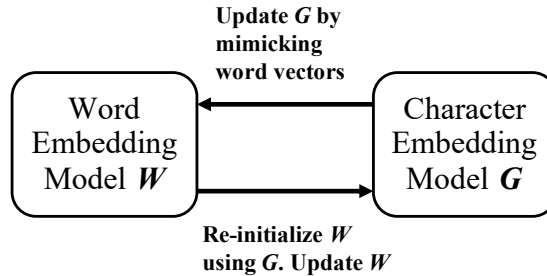 Update G by
mimicking
word vectors
Word
Embedding
Model W
Character
Embedding
Model G
Re-initialize W
using G. Update W